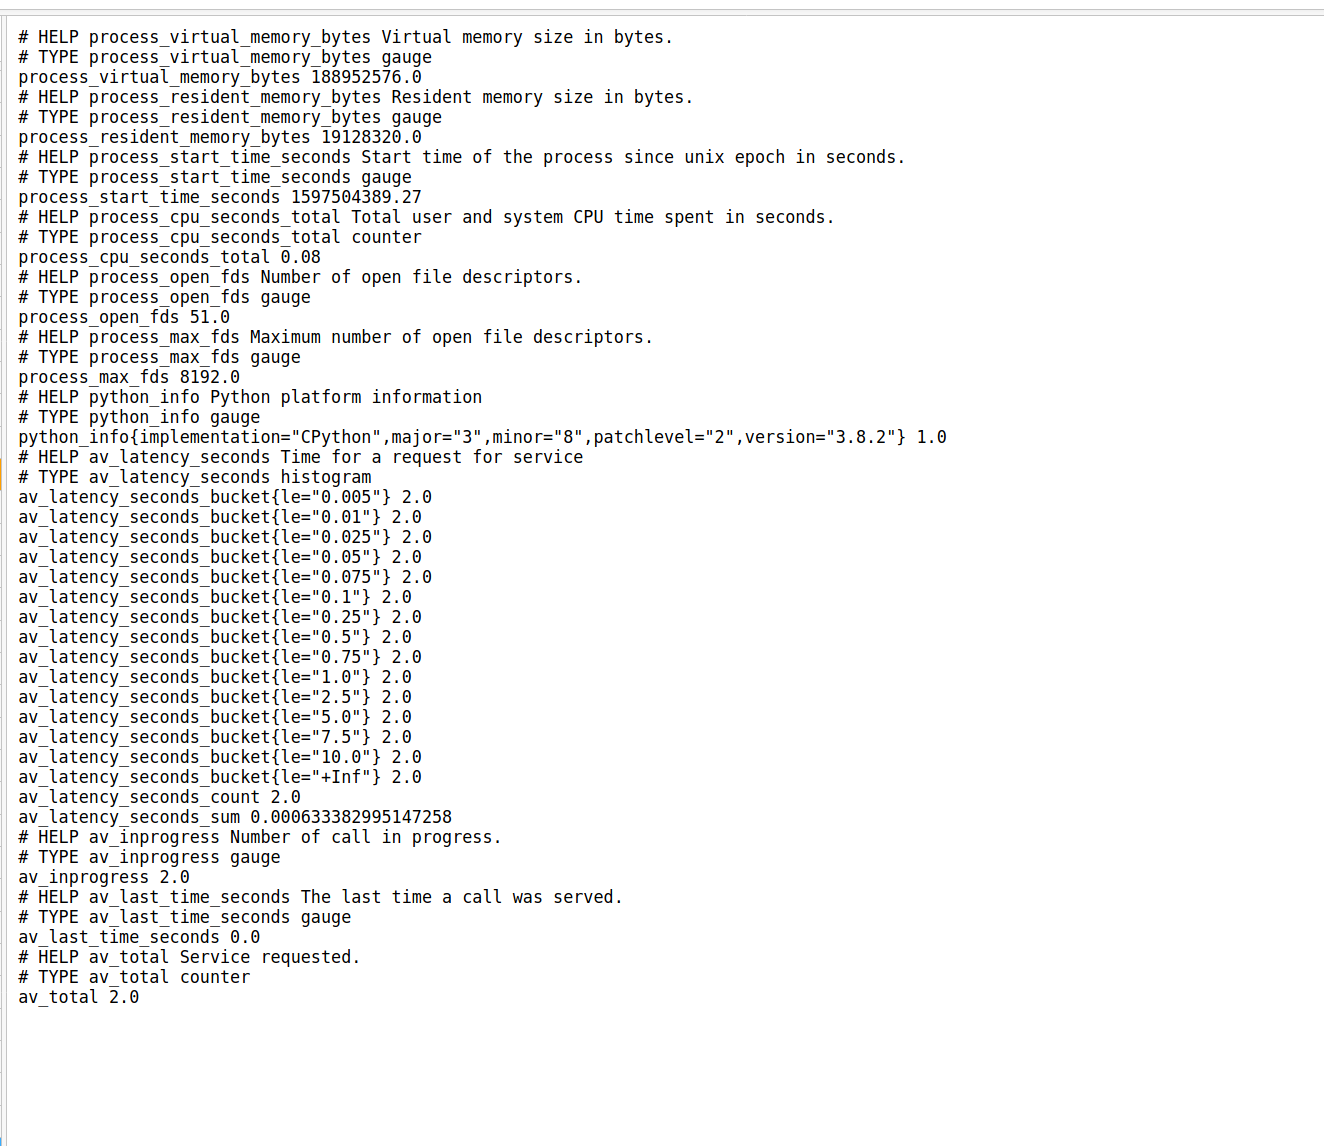 # HELP process_virtual_memory_bytes Virtual memory size in bytes.
# TYPE process_virtual_memory_bytes gauge
process_virtual_memory_bytes 188952576.0
# HELP process_resident_memory_bytes Resident memory size in bytes.
# TYPE process_resident_memory_bytes gauge
process_resident_memory_bytes 19128320.0
# HELP process_start_time_seconds Start time of the process since unix epoch in seconds.
# TYPE process_start_time_seconds gauge
process_start_time_seconds 1597504389.27
# HELP process_cpu_seconds_total Total user and system CPU time spent in seconds.
# TYPE process_cpu_seconds_total counter
process_cpu_seconds_total 0.08
# HELP process_open_fds Number of open file descriptors.
# TYPE process_open_fds gauge
process_open_fds 51.0
# HELP process_max_fds Maximum number of open file descriptors.
# TYPE process_max_fds gauge
process_max_fds 8192.0
# HELP python_info Python platform information
# TYPE python_info gauge
python_info{implementation="CPython",major="3",minor="8",patchlevel="2",version="3.8.2"} 1.0
# HELP av_latency_seconds Time for a request for service
# TYPE av_latency_seconds histogram
av_latency_seconds_bucket{le="0.005"} 2.0
av_latency_seconds_bucket{le="0.01"} 2.0
av_latency_seconds_bucket{le="0.025"} 2.0
av_latency_seconds_bucket{le="0.05"} 2.0
av_latency_seconds_bucket{le="0.075"} 2.0
av_latency_seconds_bucket{le="0.1"} 2.0
av_latency_seconds_bucket{le="0.25"} 2.0
av_latency_seconds_bucket{le="0.5"} 2.0
av_latency_seconds_bucket{le="0.75"} 2.0
av_latency_seconds_bucket{le="1.0"} 2.0
av_latency_seconds_bucket{le="2.5"} 2.0
av_latency_seconds_bucket{le="5.0"} 2.0
av_latency_seconds_bucket{le="7.5"} 2.0
av_latency_seconds_bucket{le="10.0"} 2.0
av_latency_seconds_bucket{le="+Inf"} 2.0
av_latency_seconds_count 2.0
av_latency_seconds_sum 0.000633382995147258
# HELP av_inprogress Number of call in progress.
# TYPE av_inprogress gauge
av_inprogress 2.0
# HELP av_last_time_seconds The last time a call was served.
# TYPE av_last_time_seconds gauge
av_last_time_seconds 0.0
# HELP av_total Service requested.
# TYPE av_total counter
av_total 2.0